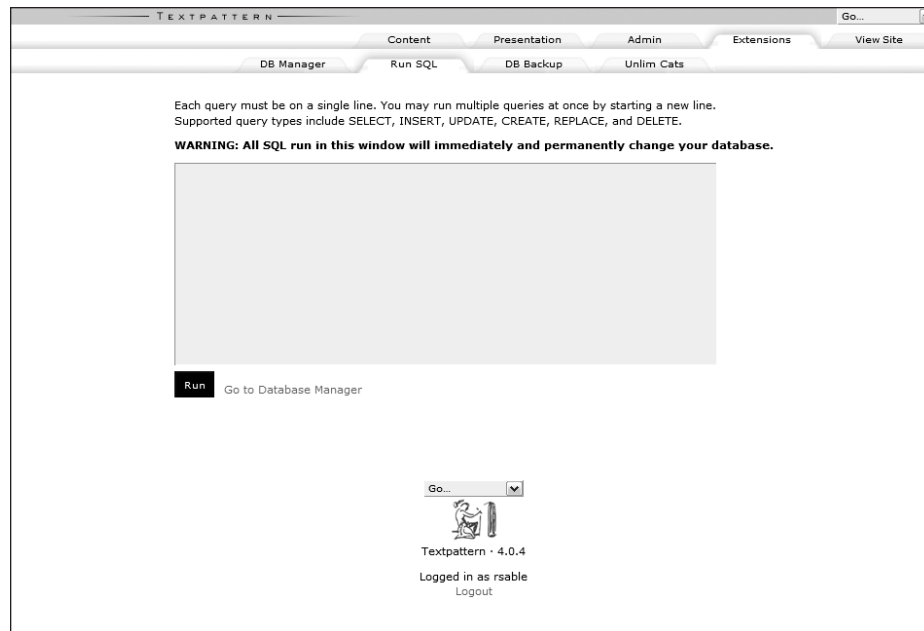 TEXTPATTERN
Go...
Content Presentation Admin Extensions View Site
DB Manager Run SQL DB Backup Unlim Cats
Each query must be on a single line. You may run multiple queries at once by starting a new line.
Supported query types include SELECT, INSERT, UPDATE, CREATE, REPLACE, and DELETE.
WARNING: All SQL run in this window will immediately and permanently change your database.
Run Go to Database Manager
Go...
Textpattern · 4.0.4
Logged in as rsable
Logout